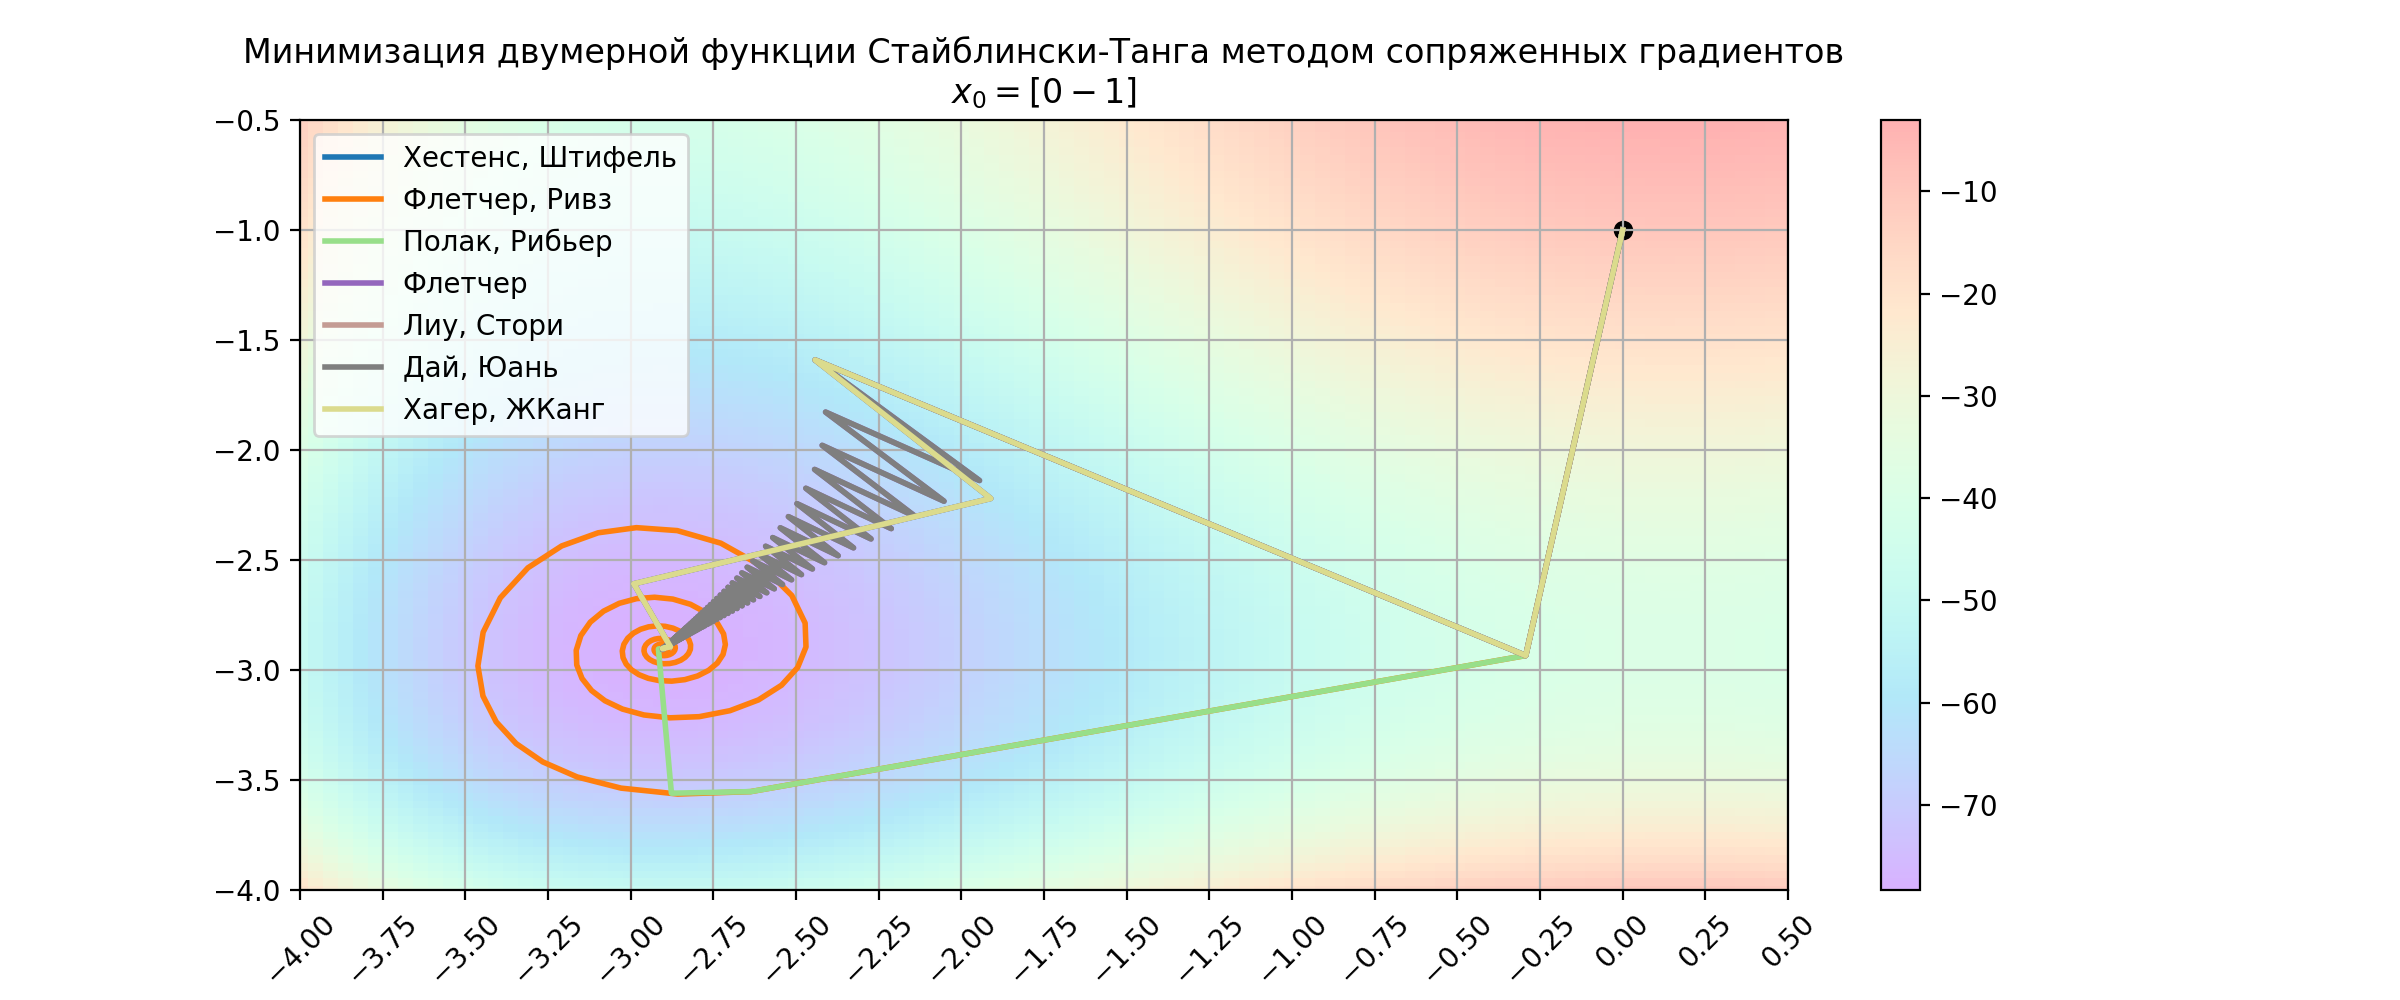 Минимизация двумерной функции Стайблински-Танга методом сопряженных градиентов
x₀ = [0 − 1]
Хестенс, Штифель
Флетчер, Ривз
Полак, Рибьер
Флетчер
Лиу, Стори
Дай, Юань
Хагер, ЖКанг
−0.5
−1.0
−1.5
−2.0
−2.5
−3.0
−3.5
−4.0
−4.00 −3.75 −3.50 −3.25 −3.00 −2.75 −2.50 −2.25 −2.00 −1.75 −1.50 −1.25 −1.00 −0.75 −0.50 −0.25 0.00 0.25 0.50
−10
−20
−30
−40
−50
−60
−70